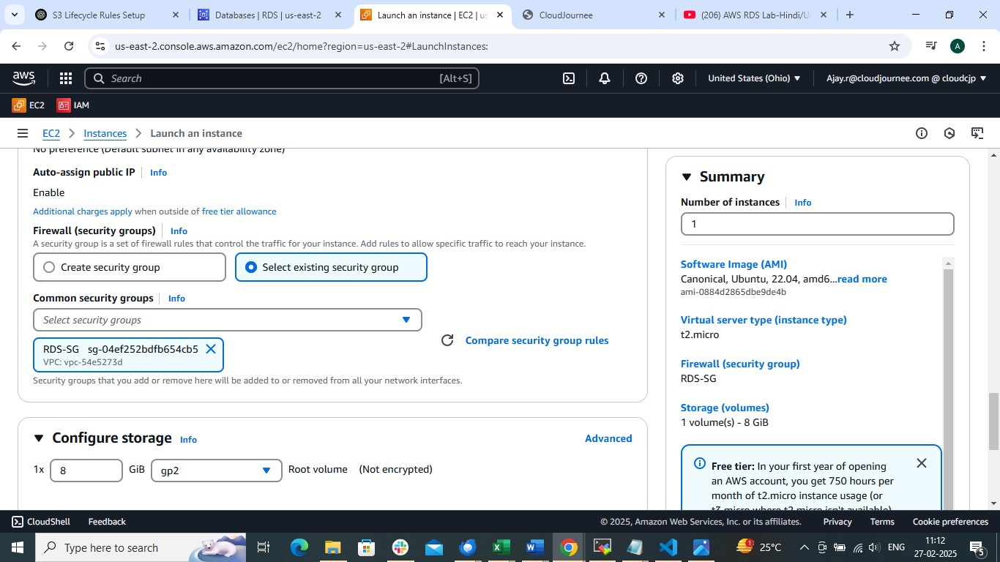 S3 Lifecycle Rules Setup
Databases | RDS | us-east-2
Launch an instance | EC2 | us
CloudJournee
(206) AWS RDS Lab-Hindi/U
us-east-2.console.aws.amazon.com/ec2/home?region=us-east-2#LaunchInstances:
A
aws
Search
[Alt+S]
United States (Ohio)
Ajay.r@cloudjournee.com @ cloudcjp
EC2
IAM
EC2 > Instances > Launch an instance
No preference (Default subnet in any availability zone)
Auto-assign public IP
Info
Enable
Additional charges apply when outside of free tier allowance
Firewall (security groups)
Info
A security group is a set of firewall rules that control the traffic for your instance. Add rules to allow specific traffic to reach your instance.
Create security group
Select existing security group
Common security groups
Info
Select security groups
RDS-SG sg-04ef252bdfb654cb5
VPC: vpc-54e5273d
Compare security group rules
Security groups that you add or remove here will be added to or removed from all your network interfaces.
Configure storage
Info
Advanced
1x
8
GiB
gp2
Root volume
(Not encrypted)
Summary
Number of instances
Info
1
Software Image (AMI)
Canonical, Ubuntu, 22.04, amd6...read more
ami-0884d2865dbe9de4b
Virtual server type (instance type)
t2.micro
Firewall (security group)
RDS-SG
Storage (volumes)
1 volume(s) - 8 GiB
Free tier: In your first year of opening
an AWS account, you get 750 hours per
month of t2.micro instance usage (or
t3.micro where t2.micro isn't available)
CloudShell
Feedback
© 2025, Amazon Web Services, Inc. or its affiliates.
Privacy
Terms
Cookie preferences
Type here to search
1
25°C
ENG
11:12
27-02-2025
5